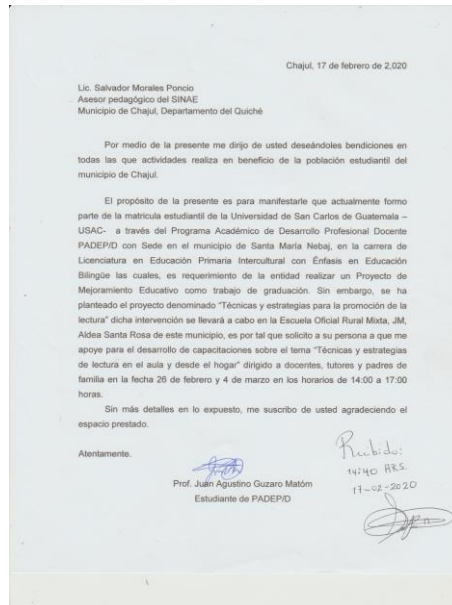 Chajul, 17 de febrero de 2,020
Lic. Salvador Morales Poncio
Asesor pedagógico del SINAE
Municipio de Chajul, Departamento del Quiché
Por medio de la presente me dirijo de usted deseándoles bendiciones en
todas las que actividades realiza en beneficio de la población estudiantil del
municipio de Chajul.
El propósito de la presente es para manifestarle que actualmente formo
parte de la matricula estudiantil de la Universidad de San Carlos de Guatemala –
USAC- a través del Programa Académico de Desarrollo Profesional Docente
PADEP/D con Sede en el municipio de Santa María Nebaj, en la carrera de
Licenciatura en Educación Primaria Intercultural con Énfasis en Educación
Bilingüe las cuales, es requerimiento de la entidad realizar un Proyecto de
Mejoramiento Educativo como trabajo de graduación. Sin embargo, se ha
planteado el proyecto denominado "Técnicas y estrategias para la promoción de la
lectura" dicha intervención se llevará a cabo en la Escuela Oficial Rural Mixta, JM,
Aldea Santa Rosa de este municipio, es por tal que solicito a su persona a que me
apoye para el desarrollo de capacitaciones sobre el tema "Técnicas y estrategias
de lectura en el aula y desde el hogar" dirigido a docentes, tutores y padres de
familia en la fecha 26 de febrero y 4 de marzo en los horarios de 14:00 a 17:00
horas.
Sin más detalles en lo expuesto, me suscribo de usted agradeciendo el
espacio prestado.
Atentamente.
Prof. Juan Agustino Guzaro Matóm
Estudiante de PADEP/D
Recibido:
14:40 HRS.
17-02-2020